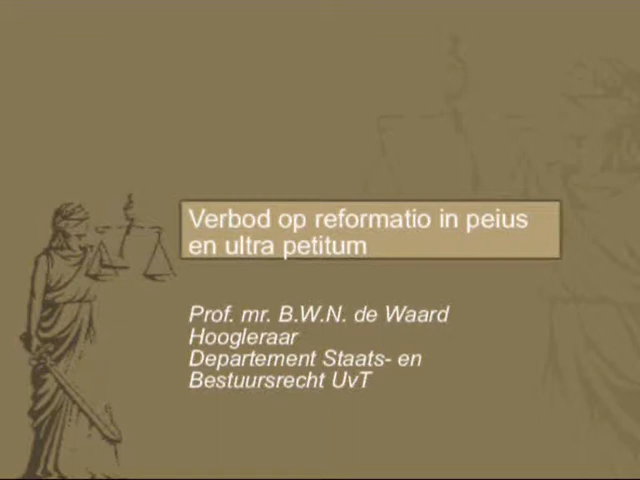 Verbod op reformatio in peius
en ultra petitum
Prof. mr. B.W.N. de Waard
Hoogleraar
Departement Staats- en
Bestuursrecht UvT